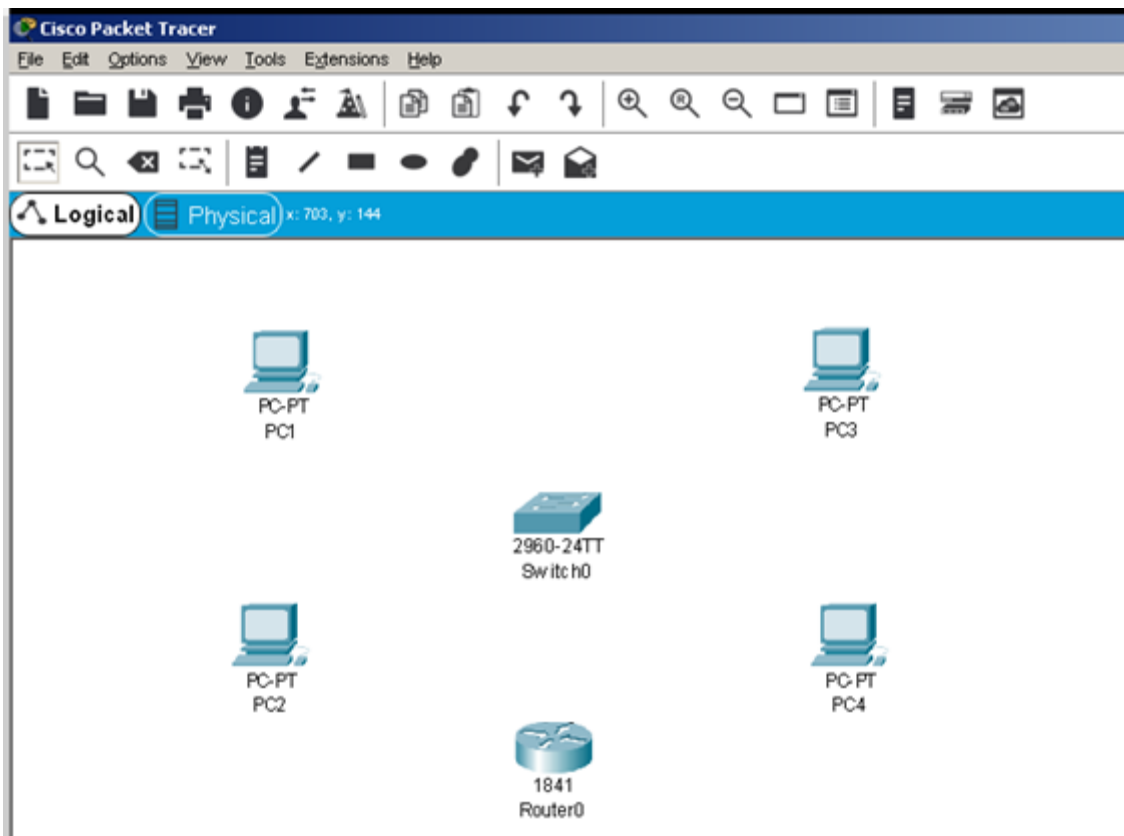 Cisco Packet Tracer
File Edit Options View Tools Extensions Help
Logical Physical x: 703, y: 144
PC-PT
PC1
PC-PT
PC3
2960-24TT
Switch0
PC-PT
PC2
PC-PT
PC4
1841
Router0